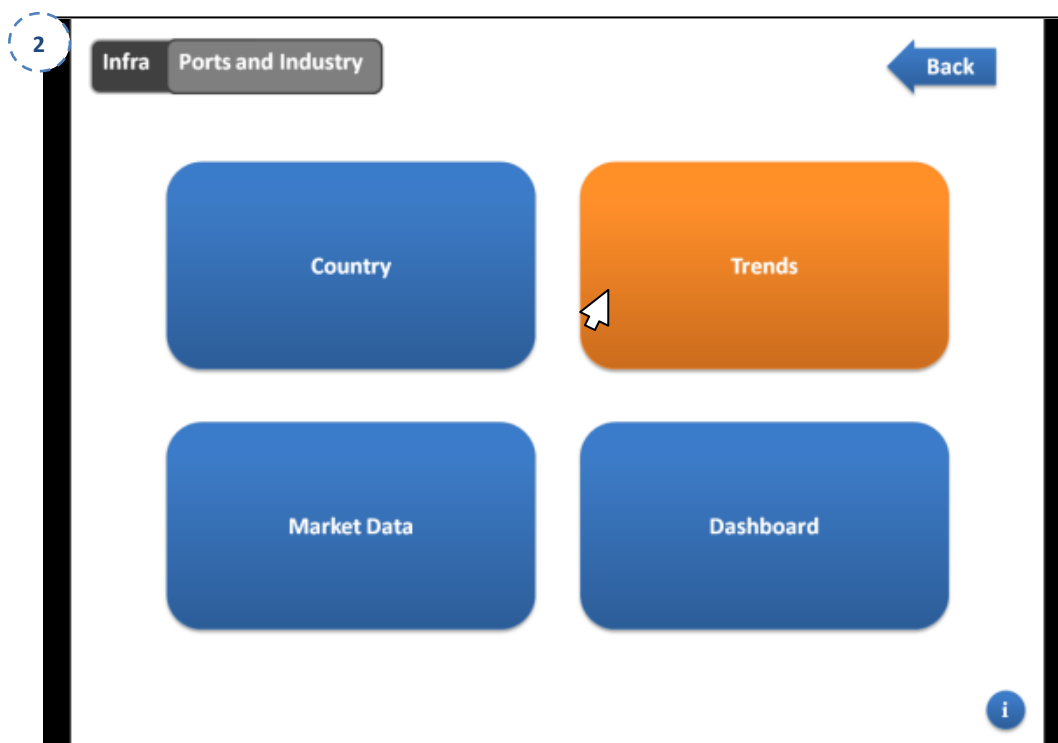 2
Infra Ports and Industry
Back
Country
Trends
Market Data
Dashboard
i